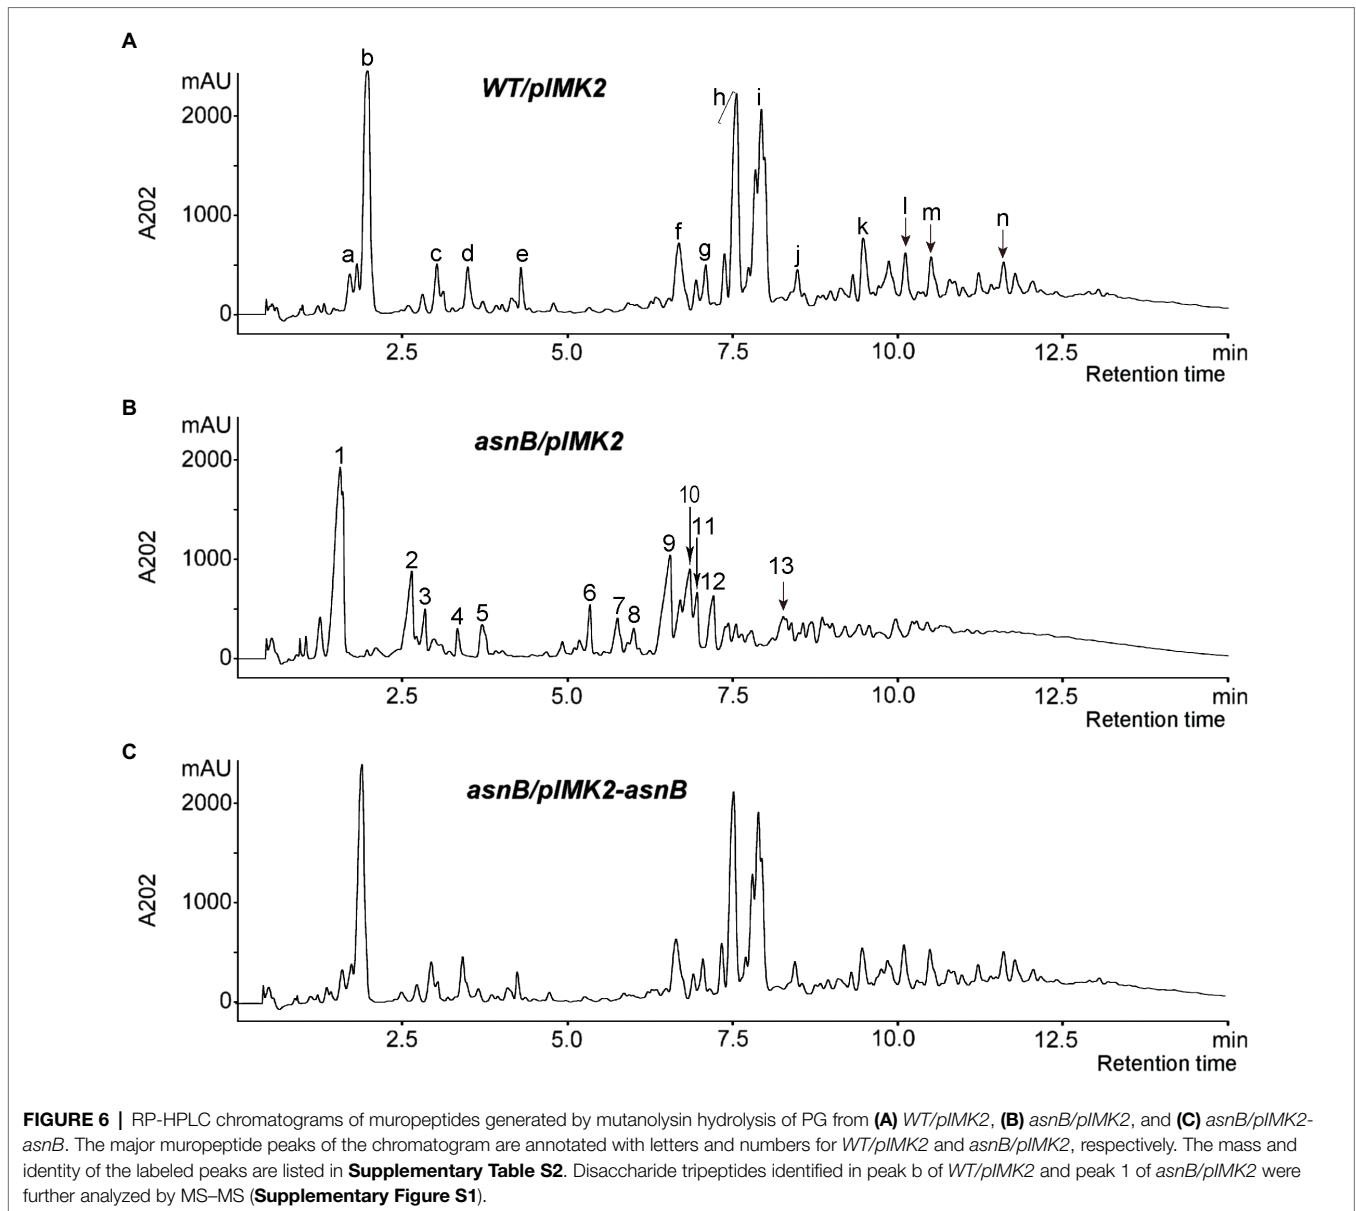 A
mAU
b
WT/pIMK2
h
i
2000
A202
1000
a
c
d
e
f
g
j
k
l
m
n
0
2.5
5.0
7.5
10.0
12.5
min
Retention time
B
mAU
asnB/pIMK2
2000
1
10
11
A202
1000
2
3
4
5
6
7
8
9
12
13
0
2.5
5.0
7.5
10.0
12.5
min
Retention time
C
mAU
asnB/pIMK2-asnB
2000
A202
1000
0
2.5
5.0
7.5
10.0
12.5
min
Retention time
FIGURE 6 | RP-HPLC chromatograms of muropeptides generated by mutanolysin hydrolysis of PG from (A) WT/pIMK2, (B) asnB/pIMK2, and (C) asnB/pIMK2-
asnB. The major muropeptide peaks of the chromatogram are annotated with letters and numbers for WT/pIMK2 and asnB/pIMK2, respectively. The mass and
identity of the labeled peaks are listed in Supplementary Table S2. Disaccharide tripeptides identified in peak b of WT/pIMK2 and peak 1 of asnB/pIMK2 were
further analyzed by MS–MS (Supplementary Figure S1).